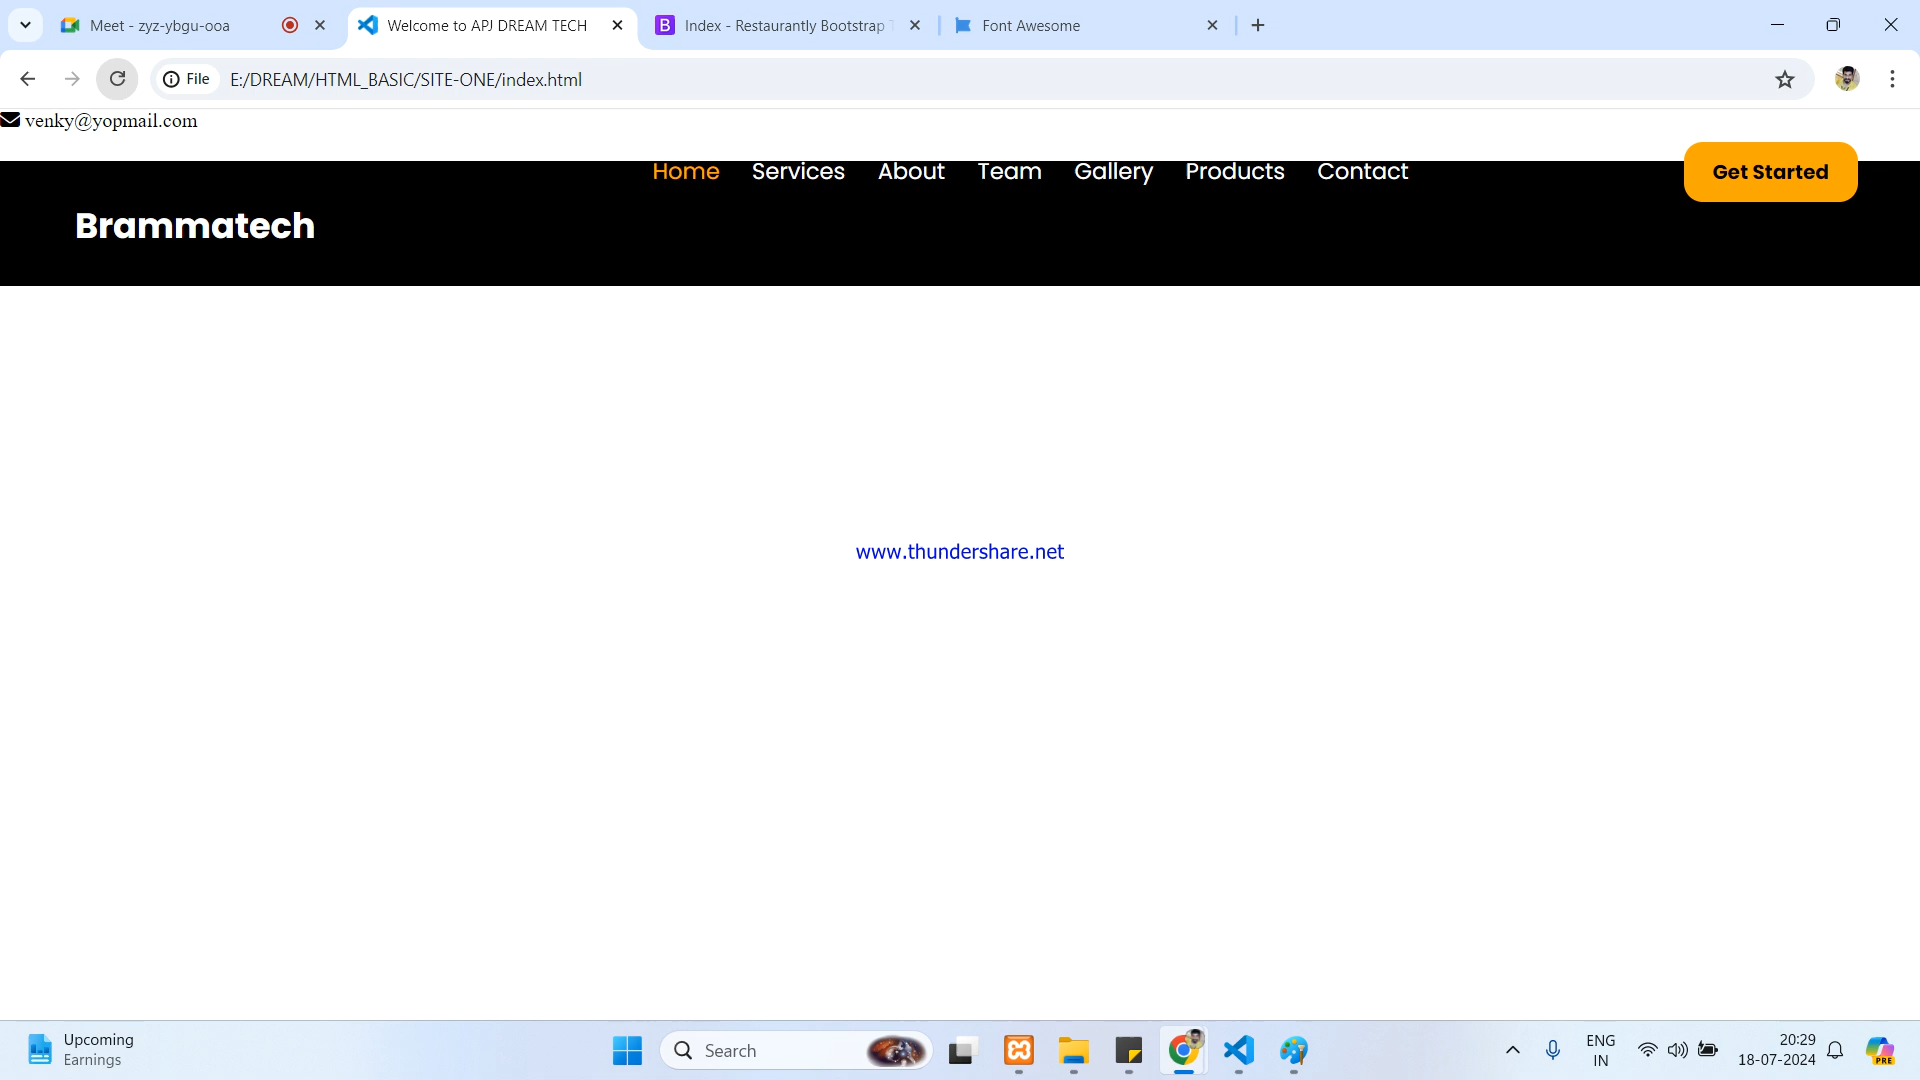 Meet - zyz-ybgu-ooa
Welcome to APJ DREAM TECH
B Index - Restaurantly Bootstrap
Font Awesome
File E:/DREAM/HTML_BASIC/SITE-ONE/index.html
venky@yopmail.com
Home Services About Team Gallery Products Contact
Get Started
Brammatech
www.thundershare.net
Upcoming
Earnings
Search
ENG
IN
20:29
18-07-2024
PRE